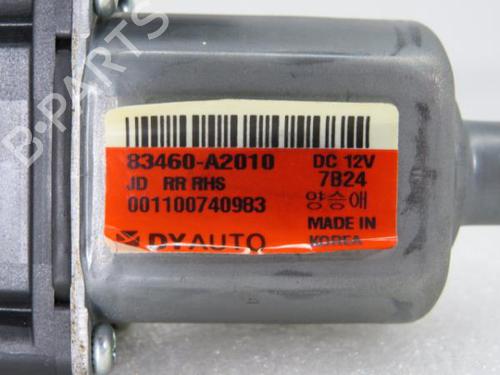 B-PARTS
83460-A2010 DC 12V
JD RR RHS 7B24
001100740983 양승애
DYAUTO MADE IN
KOREA